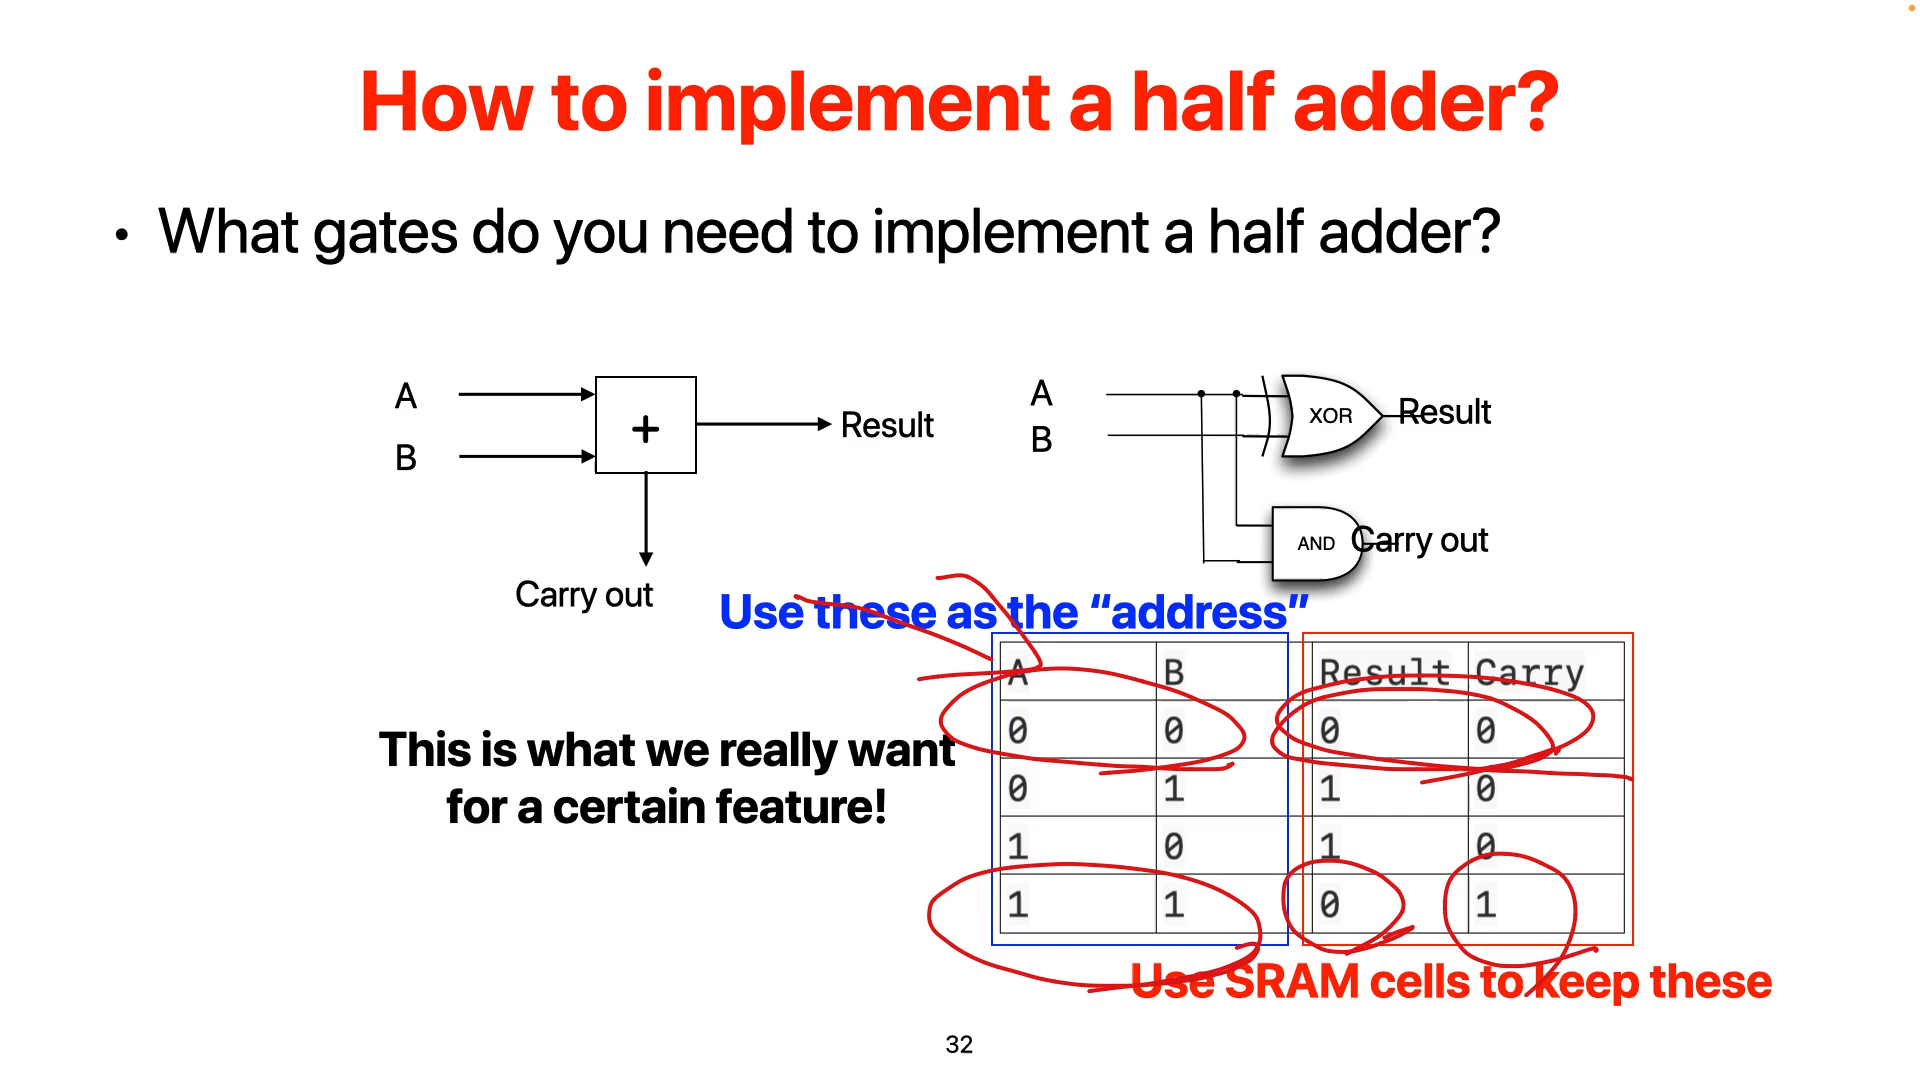 How to implement a half adder?
• What gates do you need to implement a half adder?
A
B
+
Result
Carry out
A
B
XOR
Result
AND
Carry out
Use these as the “address”
This is what we really want
for a certain feature!
A B Result Carry
0 0 0 0
0 1 1 0
1 0 1 0
1 1 0 1
Use SRAM cells to keep these
32